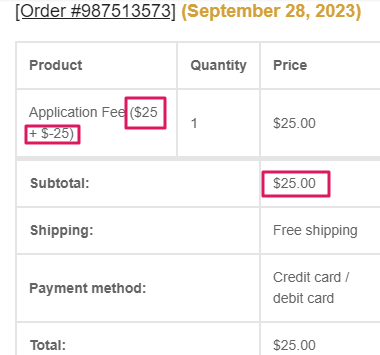 [Order #987513573] (September 28, 2023)
Product Quantity Price
Application Fee ($25
+ $-25) 1 $25.00
Subtotal: $25.00
Shipping: Free shipping
Payment method: Credit card /
debit card
Total: $25.00